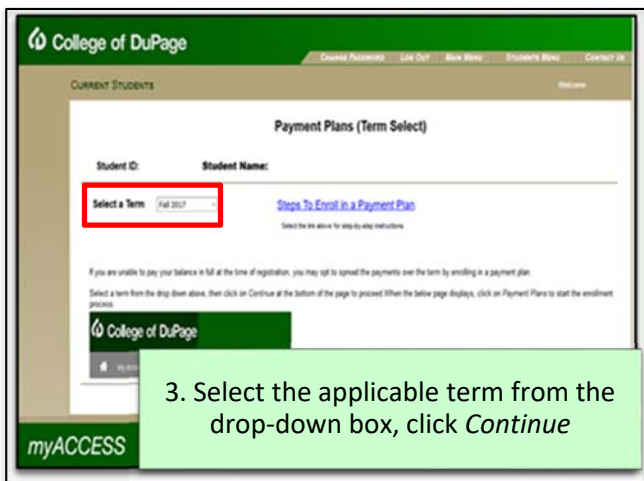 College of DuPage
CHANGE PASSWORD LOG OUT MAIN MENU STUDENTS MENU CONTACT US
CURRENT STUDENTS Welcome
Payment Plans (Term Select)
Student ID: Student Name:
Select a Term Fall 2017 Steps To Enroll in a Payment Plan
Select the link above for step-by-step instructions
If you are unable to pay your balance in full at the time of registration, you may opt to spread the payments over the term by enrolling in a payment plan.
Select a term from the drop down above, then click on Continue at the bottom of the page to proceed.When the below page displays, click on Payment Plans to start the enrollment
process.
College of DuPage
3. Select the applicable term from the
drop-down box, click Continue
myACCESS